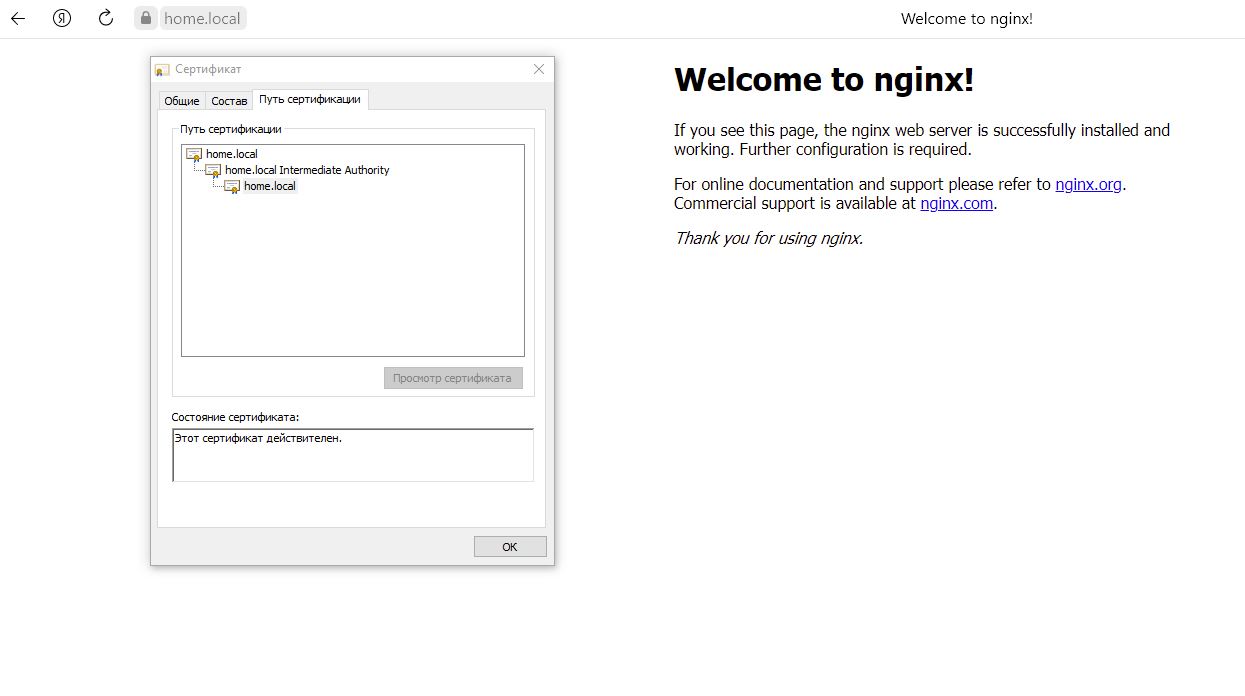 Я home.local Welcome to nginx!
Сертификат
Общие Состав Путь сертификации
Путь сертификации
home.local
home.local Intermediate Authority
home.local
Просмотр сертификата
Состояние сертификата:
Этот сертификат действителен.
ОК
Welcome to nginx!
If you see this page, the nginx web server is successfully installed and
working. Further configuration is required.
For online documentation and support please refer to nginx.org.
Commercial support is available at nginx.com.
Thank you for using nginx.